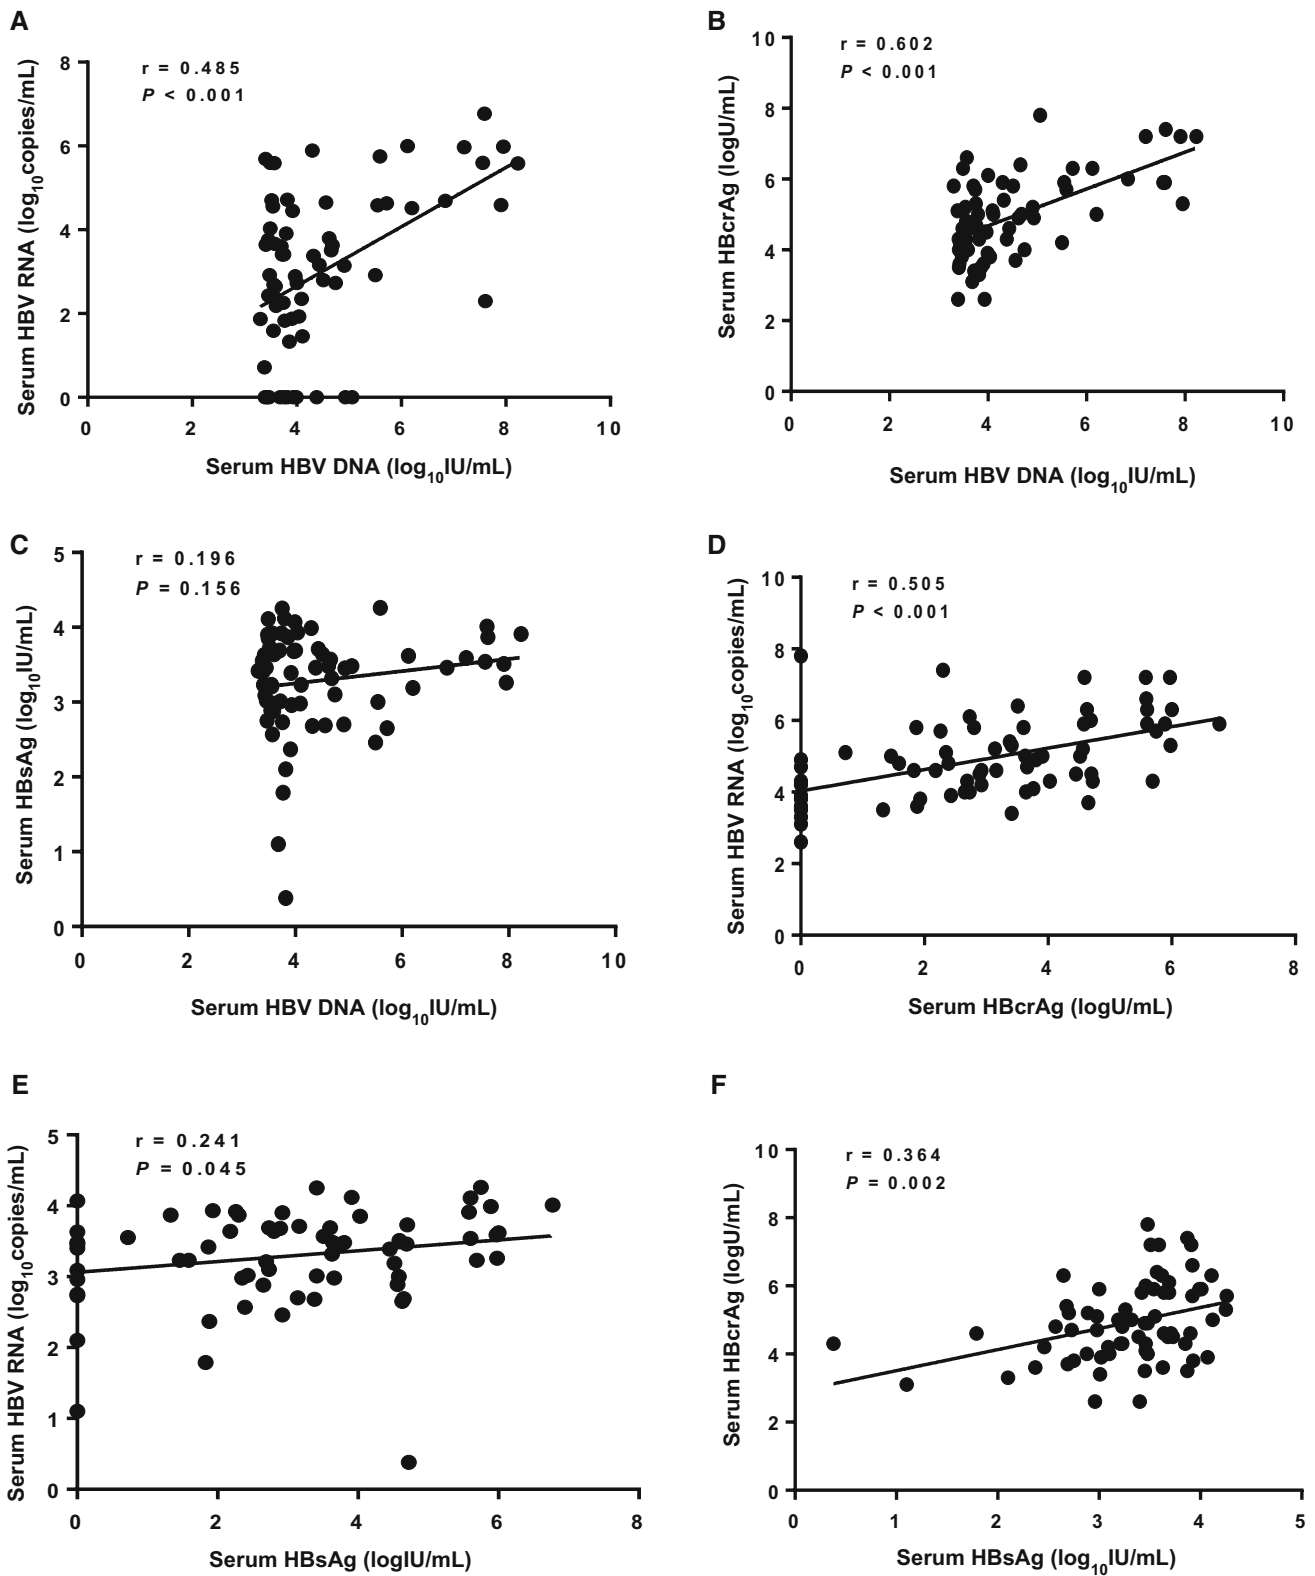 A
r = 0.485
P < 0.001
Serum HBV RNA (log10copies/mL)
8
6
4
2
0
0 2 4 6 8 10
Serum HBV DNA (log10IU/mL)
B
r = 0.602
P < 0.001
Serum HBcrAg (logU/mL)
10
8
6
4
2
0
0 2 4 6 8 10
Serum HBV DNA (log10IU/mL)
C
r = 0.196
P = 0.156
Serum HBsAg (log10IU/mL)
5
4
3
2
1
0
0 2 4 6 8 10
Serum HBV DNA (log10IU/mL)
D
r = 0.505
P < 0.001
Serum HBV RNA (log10copies/mL)
10
8
6
4
2
0
0 2 4 6 8
Serum HBcrAg (logU/mL)
E
r = 0.241
P = 0.045
Serum HBV RNA (log10copies/mL)
5
4
3
2
1
0
0 2 4 6 8
Serum HBsAg (logIU/mL)
F
r = 0.364
P = 0.002
Serum HBcrAg (logU/mL)
10
8
6
4
2
0
0 1 2 3 4 5
Serum HBsAg (log10IU/mL)